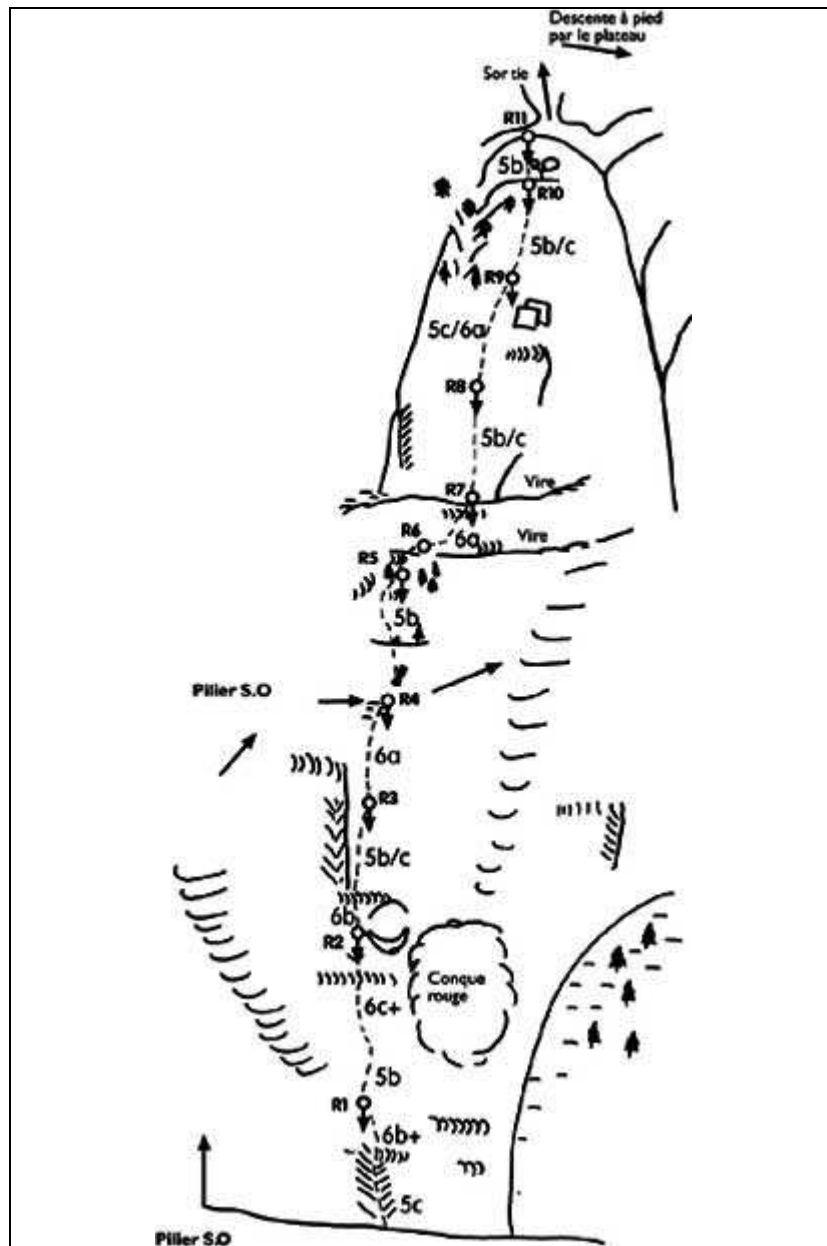 Descente à pied
par le plateau
Sortie
R11
5b
R10
5b/c
R9
5c/6a
R8
5b/c
R7
Vire
R6
6a
Vire
R5
5b
Pilier S.O
R4
6a
R3
5b/c
6b
R2
Conque
rouge
6c+
5b
R1
6b+
5c
Pilier S.O